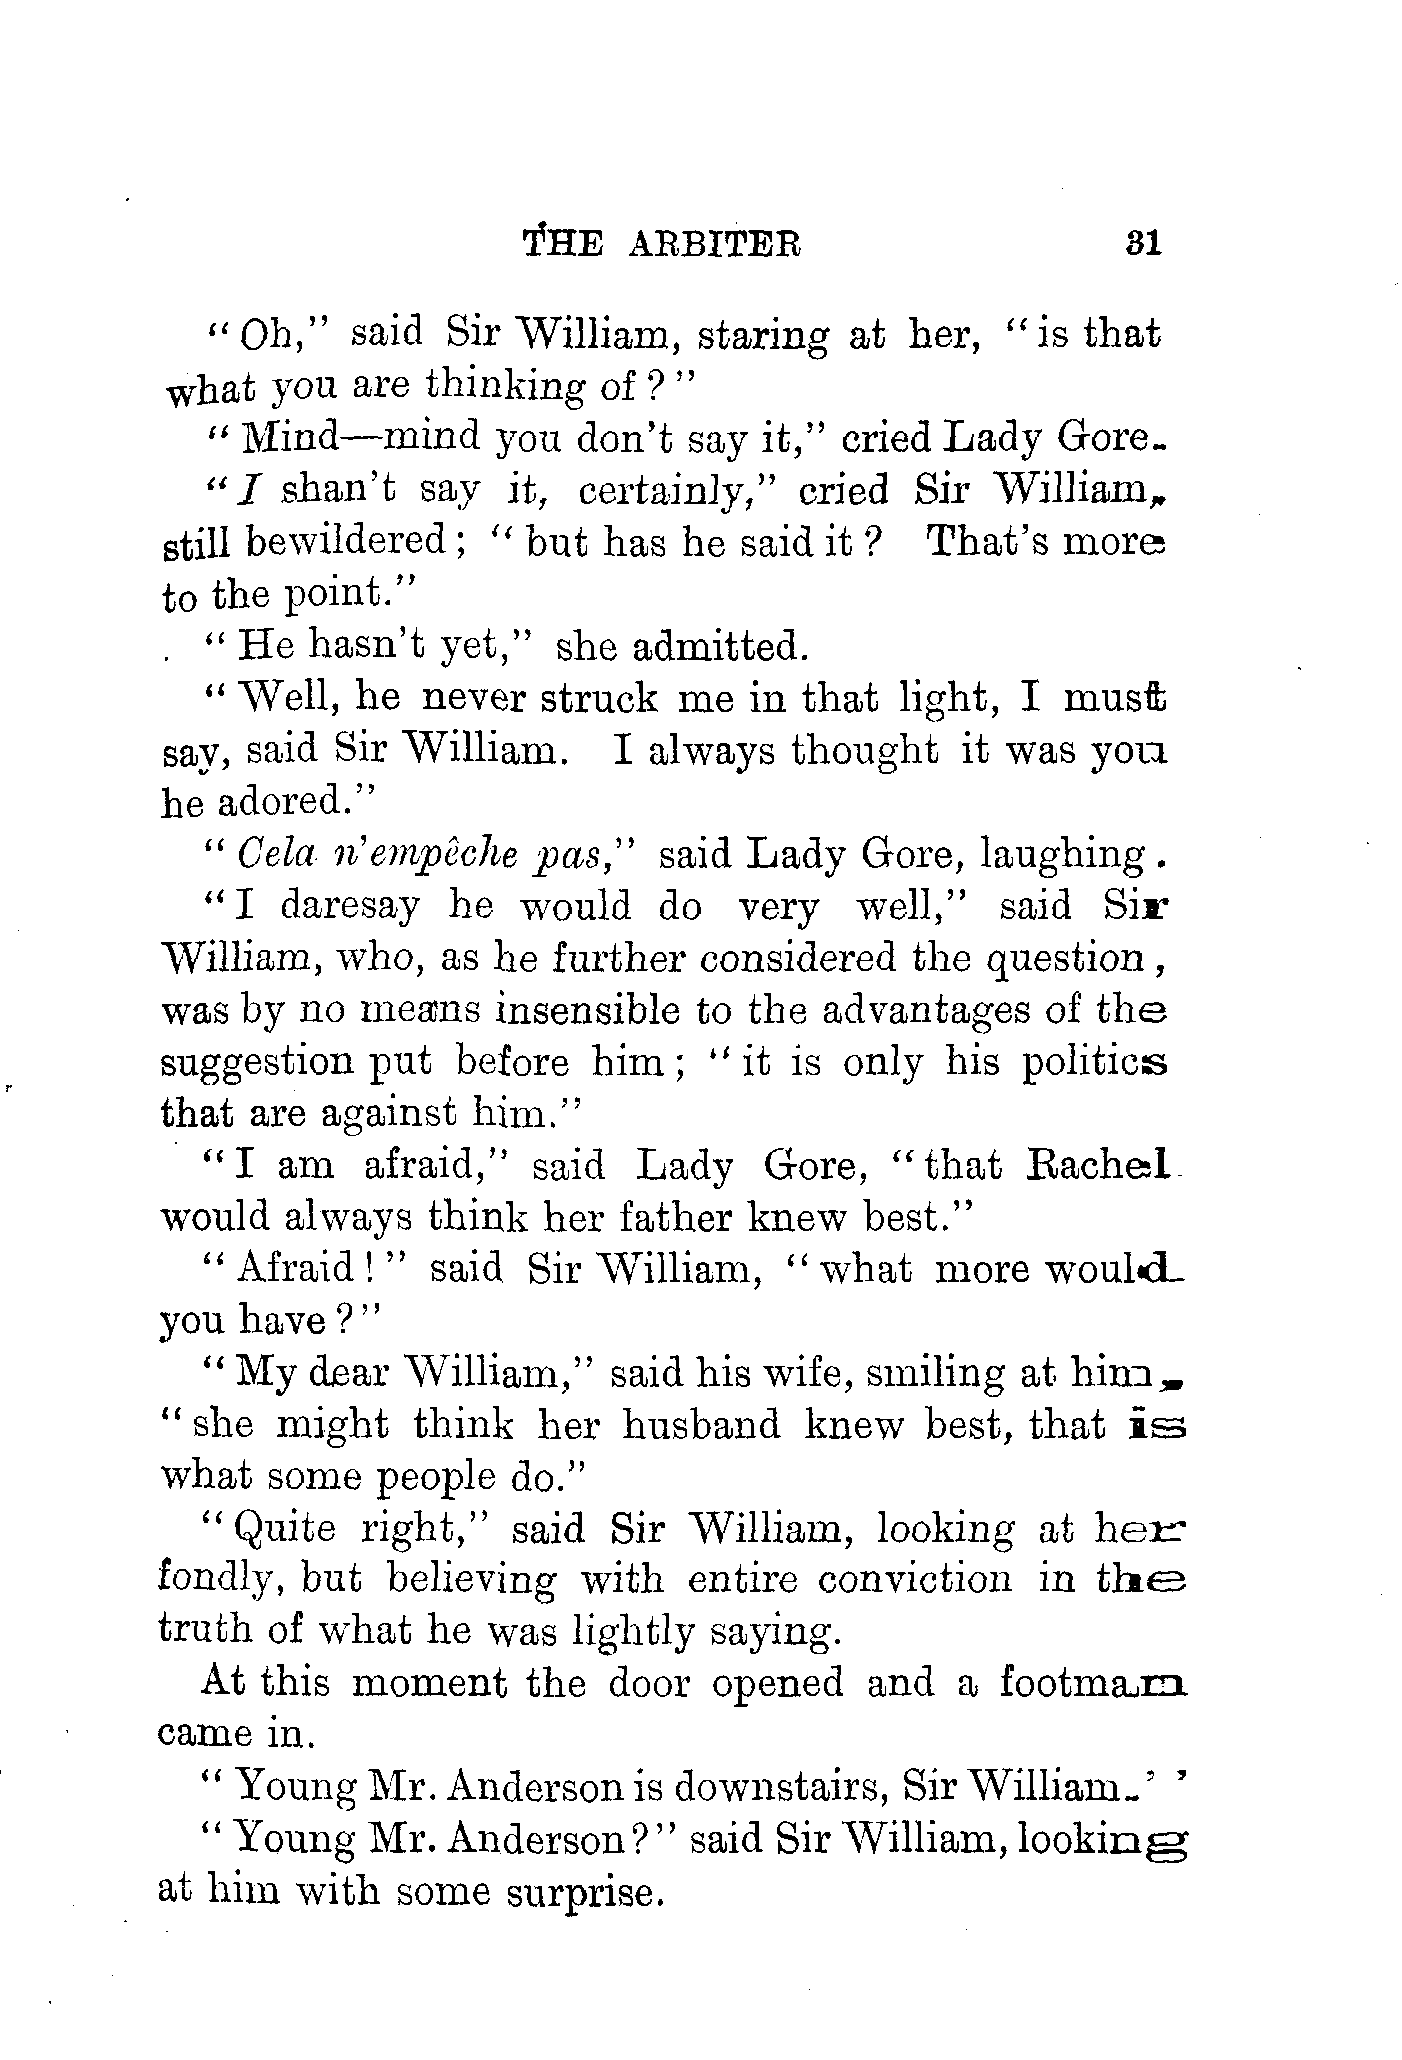 THE ARBITER 31
"Oh," said Sir William, staring at her, "is that
what you are thinking of?"
"Mind—mind you don't say it," cried Lady Gore.
"I shan't say it, certainly," cried Sir William,
still bewildered; "but has he said it? That's more
to the point."
"He hasn't yet," she admitted.
"Well, he never struck me in that light, I must
say, said Sir William. I always thought it was you
he adored."
"Cela n'empêche pas," said Lady Gore, laughing.
"I daresay he would do very well," said Sir
William, who, as he further considered the question,
was by no means insensible to the advantages of the
suggestion put before him; "it is only his politics
that are against him."
"I am afraid," said Lady Gore, "that Rachel
would always think her father knew best."
"Afraid!" said Sir William, "what more would
you have?"
"My dear William," said his wife, smiling at him,
"she might think her husband knew best, that is
what some people do."
"Quite right," said Sir William, looking at her
fondly, but believing with entire conviction in the
truth of what he was lightly saying.
At this moment the door opened and a footman
came in.
"Young Mr. Anderson is downstairs, Sir William."
"Young Mr. Anderson?" said Sir William, looking
at him with some surprise.